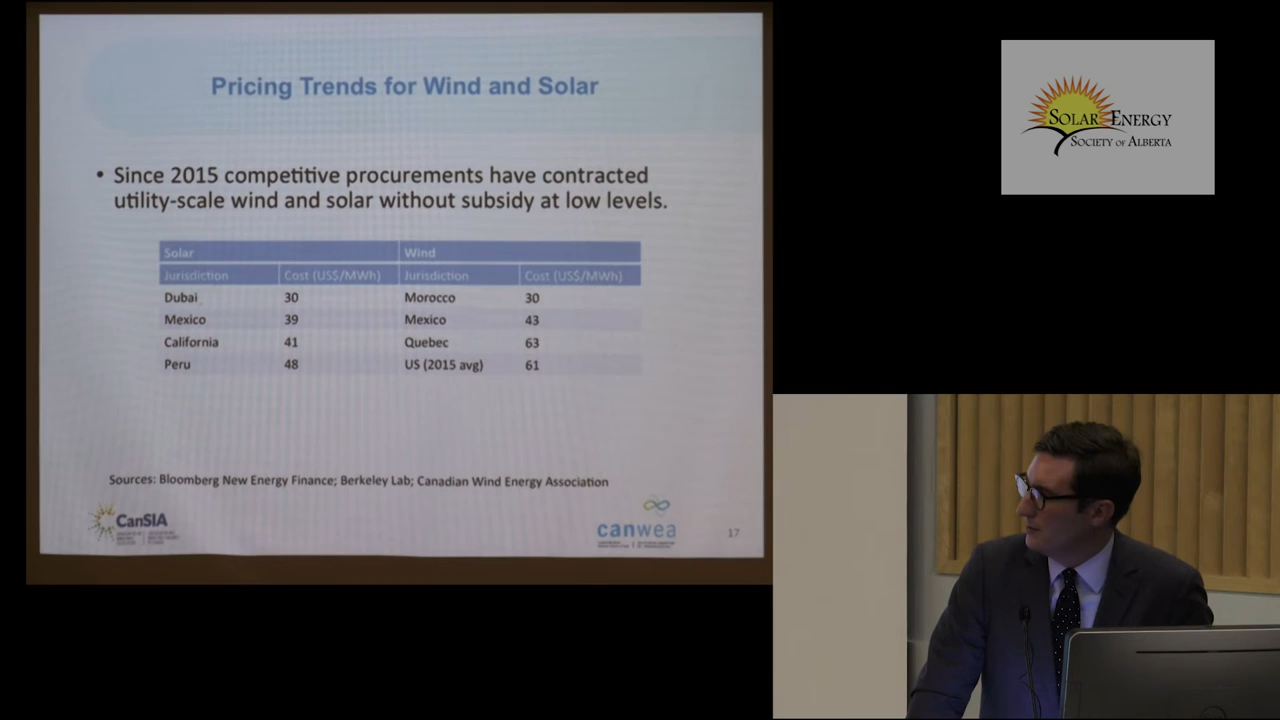 Pricing Trends for Wind and Solar
• Since 2015 competitive procurements have contracted
utility-scale wind and solar without subsidy at low levels.
Solar Wind
Jurisdiction Cost (US$/MWh) Jurisdiction Cost (US$/MWh)
Dubai 30 Morocco 30
Mexico 39 Mexico 43
California 41 Quebec 63
Peru 48 US (2015 avg) 61
Sources: Bloomberg New Energy Finance; Berkeley Lab; Canadian Wind Energy Association
CanSIA
canwea
17
SOLAR ENERGY
SOCIETY OF ALBERTA